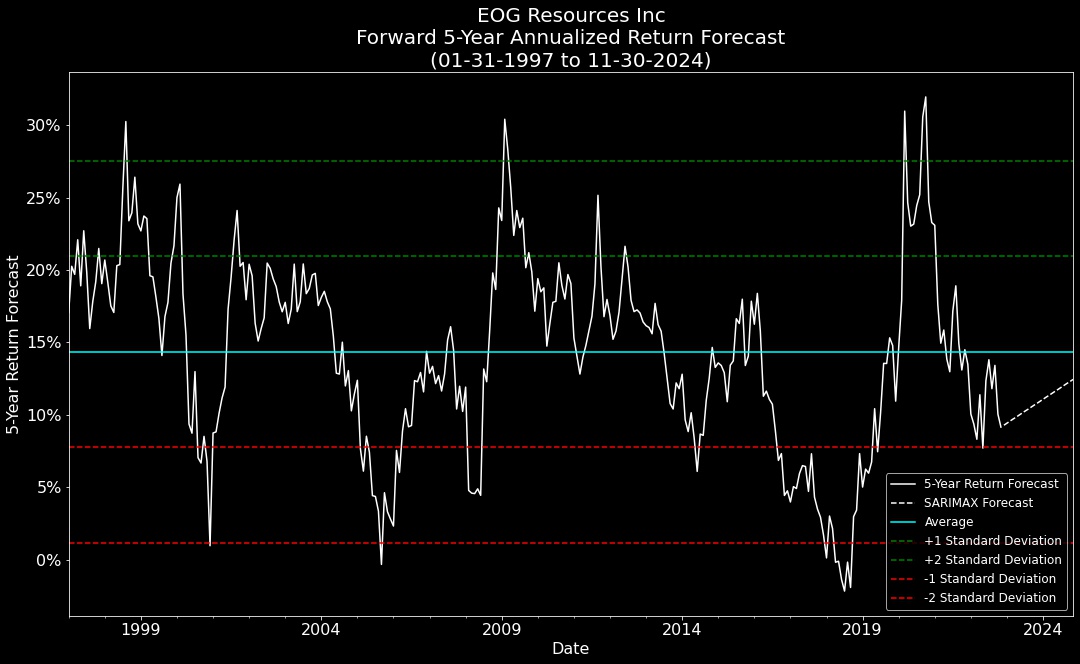 EOG Resources Inc
Forward 5-Year Annualized Return Forecast
(01-31-1997 to 11-30-2024)
30%
25%
20%
15%
10%
5%
0%
5-Year Return Forecast
1999
2004
2009
2014
2019
2024
Date
5-Year Return Forecast
SARIMAX Forecast
Average
+1 Standard Deviation
+2 Standard Deviation
-1 Standard Deviation
-2 Standard Deviation